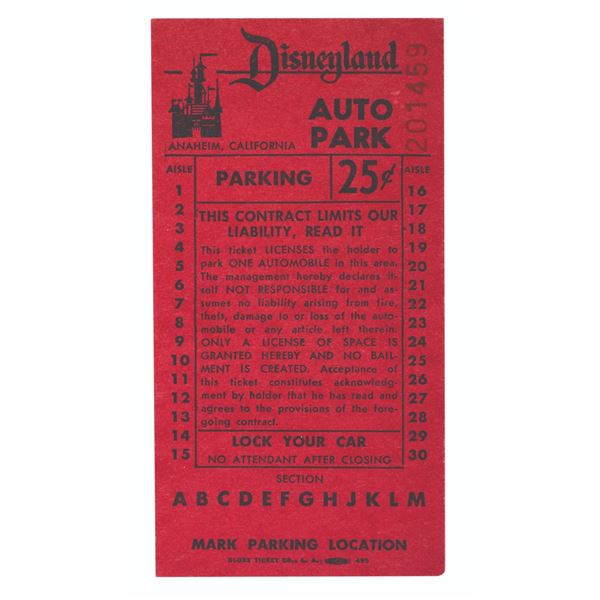 Disneyland
AUTO
PARK
201459
ANAHEIM, CALIFORNIA
AISLE
1
2
3
4
5
6
7
8
9
10
11
12
13
14
15
PARKING 25¢
THIS CONTRACT LIMITS OUR
LIABILITY, READ IT
This ticket LICENSES the holder to
park ONE AUTOMOBILE in this area.
The management hereby declares it-
self NOT RESPONSIBLE for and as-
sumes no liability arising from fire,
theft, damage to or loss of the auto-
mobile or any article left therein.
ONLY A LICENSE OF SPACE IS
GRANTED HEREBY AND NO BAIL-
MENT IS CREATED. Acceptance of
this ticket constitutes acknowledg-
ment by holder that he has read and
agrees to the provisions of the fore-
going contract.
LOCK YOUR CAR
NO ATTENDANT AFTER CLOSING
AISLE
16
17
18
19
20
21
22
23
24
25
26
27
28
29
30
SECTION
A B C D E F G H J K L M
MARK PARKING LOCATION
GLOBE TICKET 495